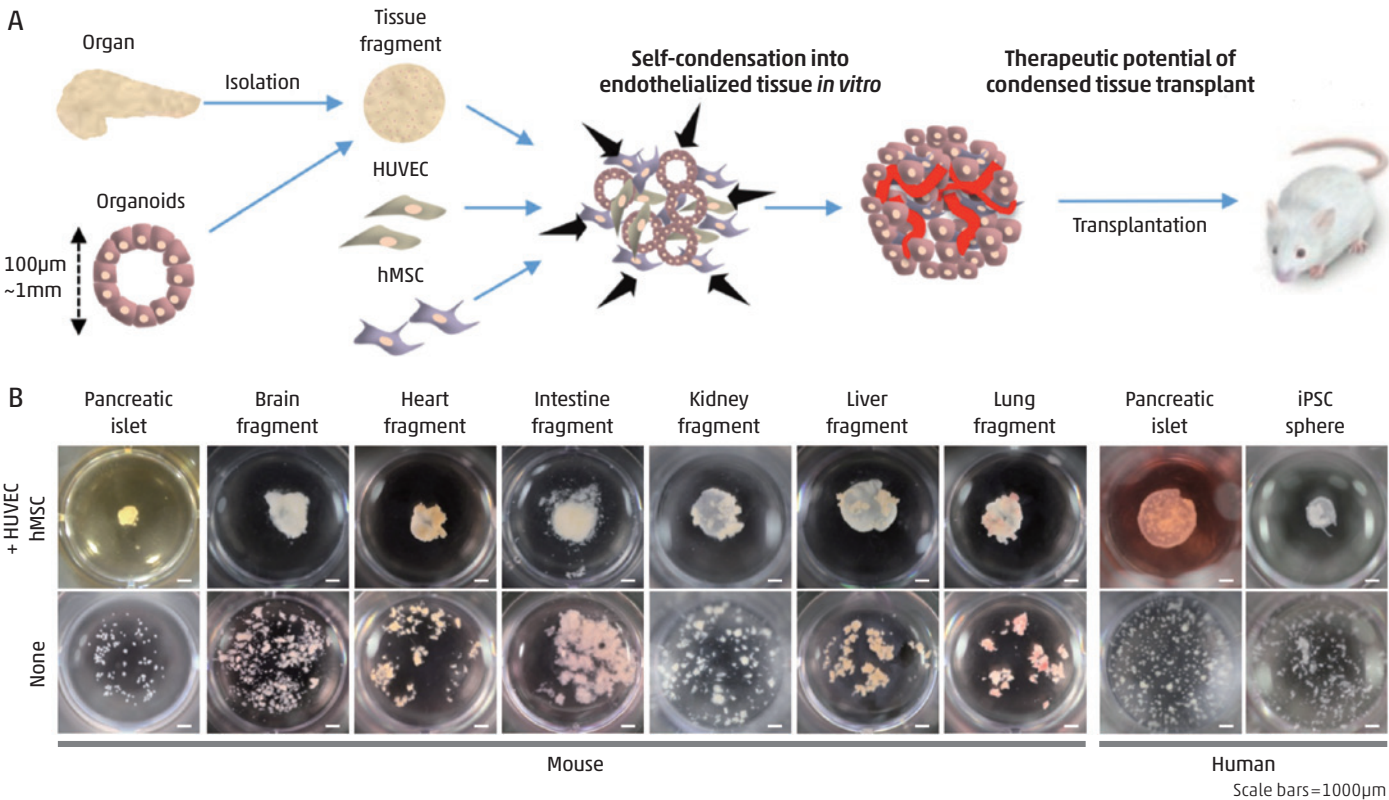 A
Organ
Isolation
Tissue
fragment
Organoids
100µm
~1mm
HUVEC
hMSC
Self-condensation into
endothelialized tissue in vitro
Therapeutic potential of
condensed tissue transplant
Transplantation
B
Pancreatic
islet
Brain
fragment
Heart
fragment
Intestine
fragment
Kidney
fragment
Liver
fragment
Lung
fragment
Pancreatic
islet
iPSC
sphere
+ HUVEC
hMSC
None
Mouse
Human
Scale bars=1000µm